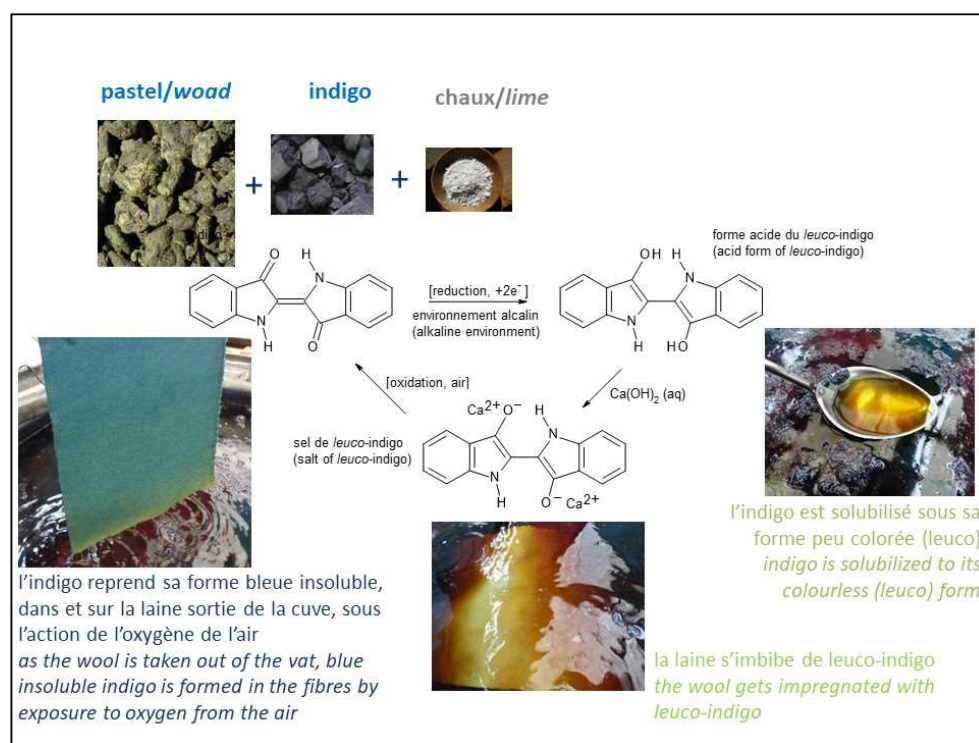 pastel/woad
indigo
chaux/lime
+
+
forme acide du leuco-indigo
(acid form of leuco-indigo)
O
H
N
N
H
O
[reduction, +2e⁻]
environnement alcalin
(alkaline environment)
OH
H
N
N
H
HO
[oxidation, air]
Ca(OH)₂ (aq)
sel de leuco-indigo
(salt of leuco-indigo)
Ca²⁺
O⁻
H
N
N
H
O⁻ Ca²⁺
l'indigo est solubilisé sous sa
forme peu colorée (leuco)
indigo is solubilized to its
colourless (leuco) form
l'indigo reprend sa forme bleue insoluble,
dans et sur la laine sortie de la cuve, sous
l'action de l'oxygène de l'air
as the wool is taken out of the vat, blue
insoluble indigo is formed in the fibres by
exposure to oxygen from the air
la laine s'imbibe de leuco-indigo
the wool gets impregnated with
leuco-indigo